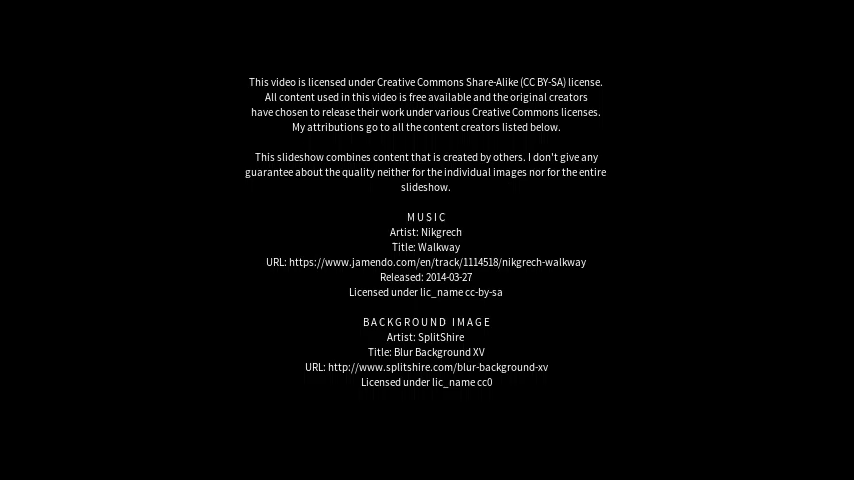 This video is licensed under Creative Commons Share-Alike (CC BY-SA) license.
All content used in this video is free available and the original creators
have chosen to release their work under various Creative Commons licenses.
My attributions go to all the content creators listed below.
This slideshow combines content that is created by others. I don't give any
guarantee about the quality neither for the individual images nor for the entire
slideshow.
MUSIC
Artist: Nikgrech
Title: Walkway
URL: https://www.jamendo.com/en/track/1114518/nikgrech-walkway
Released: 2014-03-27
Licensed under lic_name cc-by-sa
BACKGROUND IMAGE
Artist: SplitShire
Title: Blur Background XV
URL: http://www.splitshire.com/blur-background-xv
Licensed under lic_name cc0